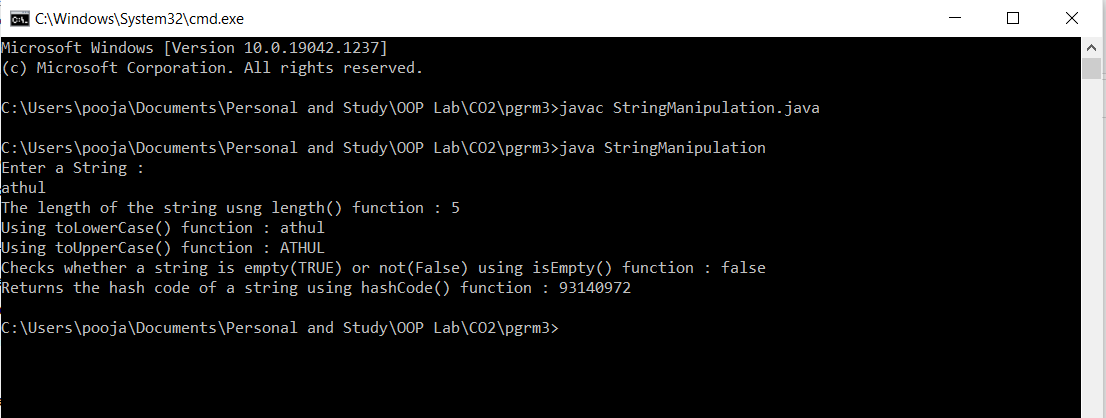 C:\Windows\System32\cmd.exe
Microsoft Windows [Version 10.0.19042.1237]
(c) Microsoft Corporation. All rights reserved.
C:\Users\pooja\Documents\Personal and Study\OOP Lab\CO2\pgrm3>javac StringManipulation.java
C:\Users\pooja\Documents\Personal and Study\OOP Lab\CO2\pgrm3>java StringManipulation
Enter a String :
athul
The length of the string usng length() function : 5
Using toLowerCase() function : athul
Using toUpperCase() function : ATHUL
Checks whether a string is empty(TRUE) or not(False) using isEmpty() function : false
Returns the hash code of a string using hashCode() function : 93140972
C:\Users\pooja\Documents\Personal and Study\OOP Lab\CO2\pgrm3>